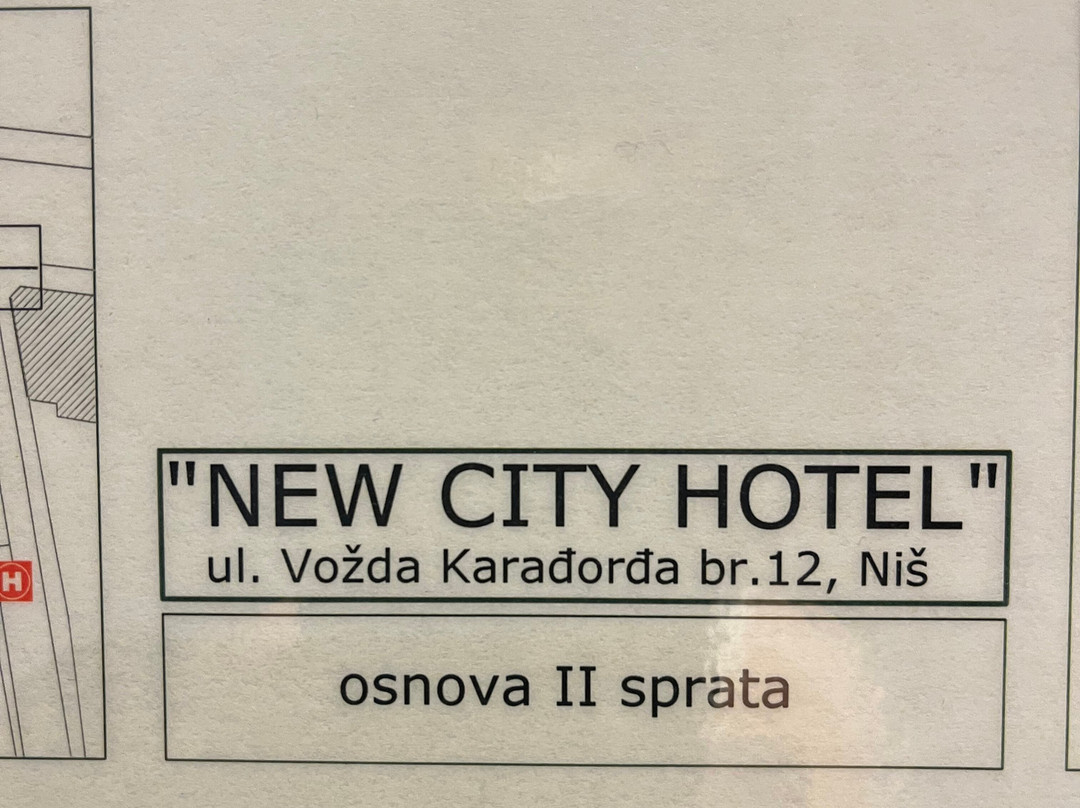 "NEW CITY HOTEL"
ul. Vožda Karađorđa br.12, Niš
H
osnova II sprata